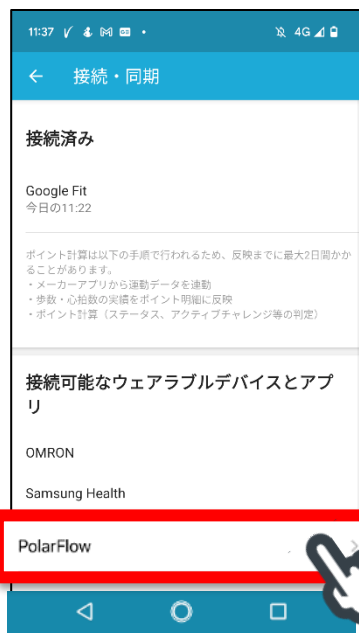 11:37 4G
接続・同期
接続済み
Google Fit
今日の11:22
ポイント計算は以下の手順で行われるため、反映までに最大2日間かか
ることがあります。
・メーカーアプリから運動データを連動
・歩数・心拍数の実績をポイント明細に反映
・ポイント計算（ステータス、アクティブチャレンジ等の判定）
接続可能なウェアラブルデバイスとアプ
リ
OMRON
Samsung Health
PolarFlow